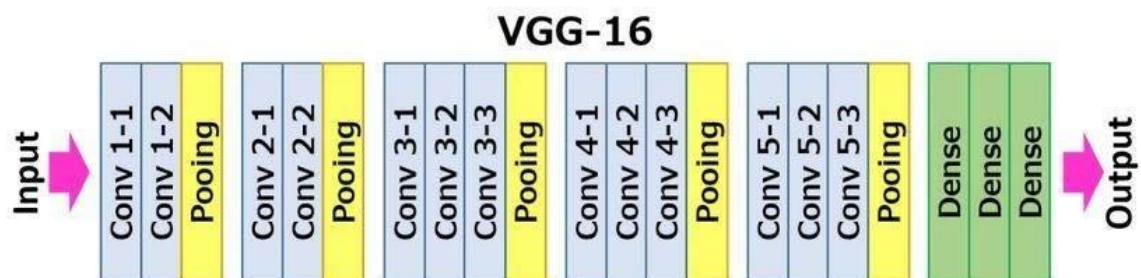 VGG-16
Input
Conv 1-1
Conv 1-2
Pooing
Conv 2-1
Conv 2-2
Pooing
Conv 3-1
Conv 3-2
Conv 3-3
Pooing
Conv 4-1
Conv 4-2
Conv 4-3
Pooing
Conv 5-1
Conv 5-2
Conv 5-3
Pooing
Dense
Dense
Dense
Output